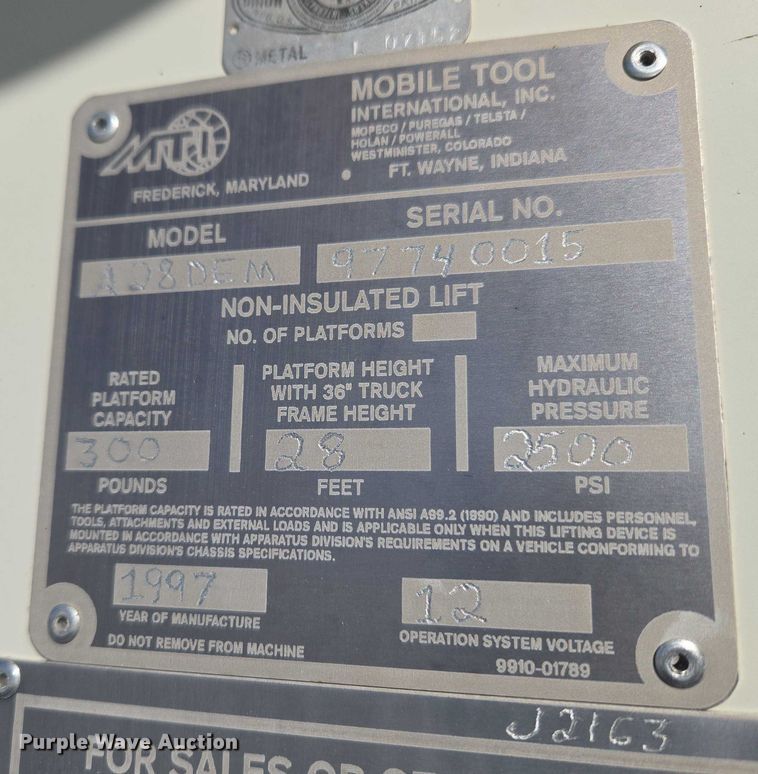 METAL
MTI
MOBILE TOOL
INTERNATIONAL, INC.
MOPECO / PUREGAS / TELSTA /
HOLAN / POWERALL
WESTMINISTER, COLORADO
FREDERICK, MARYLAND • FT. WAYNE, INDIANA
MODEL SERIAL NO.
A28DEM 97740015
NON-INSULATED LIFT
NO. OF PLATFORMS
RATED
PLATFORM
CAPACITY
300
POUNDS
PLATFORM HEIGHT
WITH 36" TRUCK
FRAME HEIGHT
28
FEET
MAXIMUM
HYDRAULIC
PRESSURE
2500
PSI
THE PLATFORM CAPACITY IS RATED IN ACCORDANCE WITH ANSI A92.2 (1990) AND INCLUDES PERSONNEL,
TOOLS, ATTACHMENTS AND EXTERNAL LOADS AND IS APPLICABLE ONLY WHEN THIS LIFTING DEVICE IS
MOUNTED IN ACCORDANCE WITH APPARATUS DIVISION'S REQUIREMENTS ON A VEHICLE CONFORMING TO
APPARATUS DIVISION'S CHASSIS SPECIFICATIONS.
1997
YEAR OF MANUFACTURE
12
OPERATION SYSTEM VOLTAGE
DO NOT REMOVE FROM MACHINE
9910-01789
J2163
FOR SALES OR
Purple Wave Auction